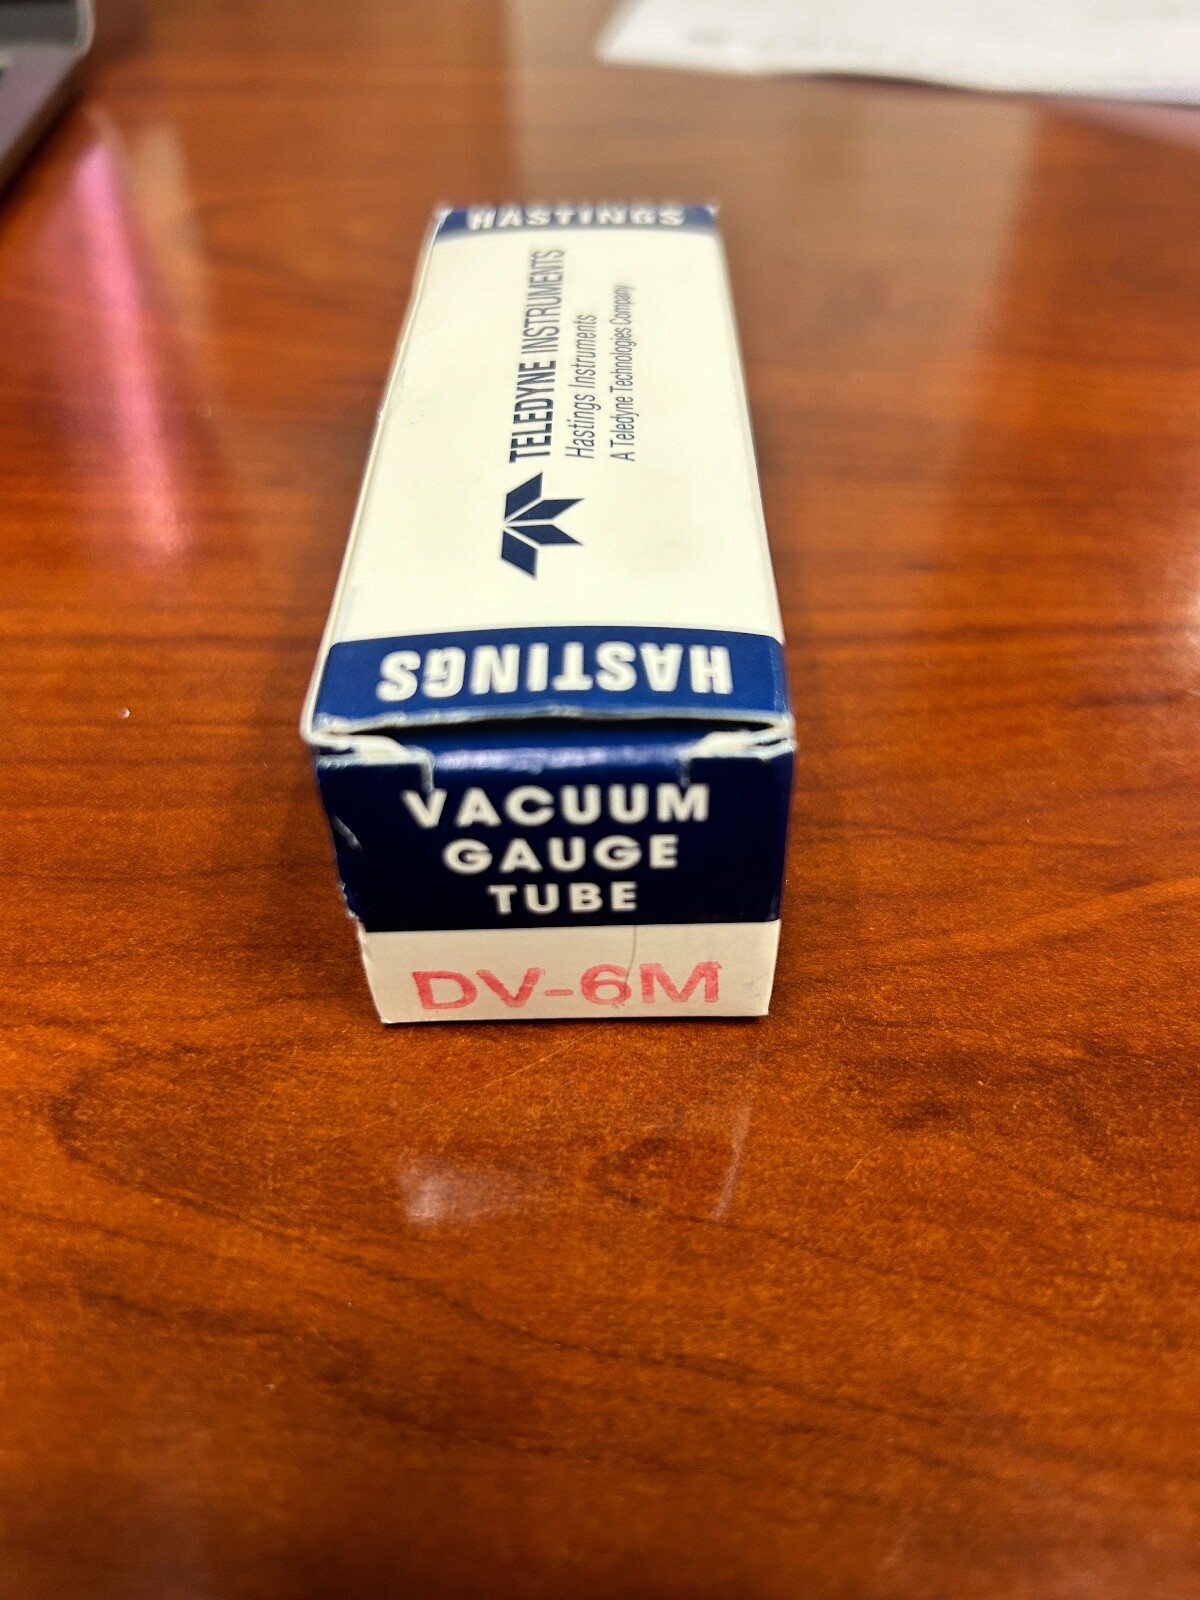 HASTINGS
TELEDYNE INSTRUMENTS
Hastings Instruments
A Teledyne Technologies Company
HASTINGS
VACUUM
GAUGE
TUBE
DV-6M